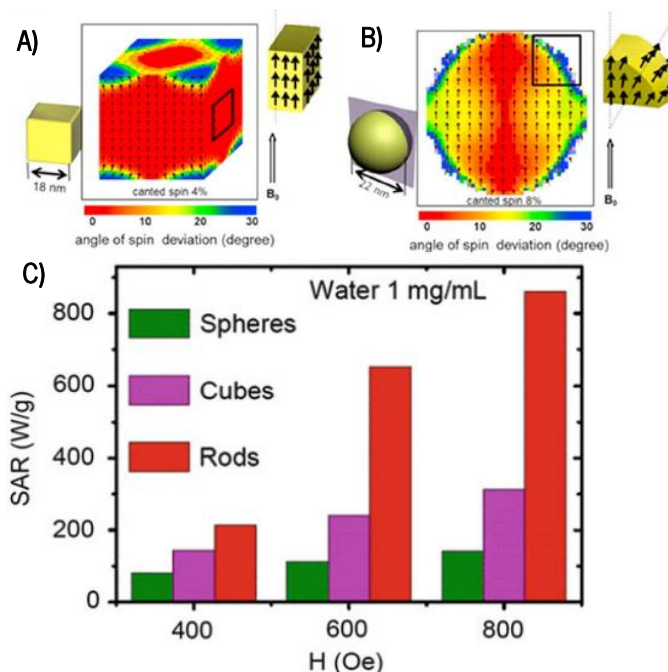 A)
18 nm
canted spin 4%
0 10 20 30
angle of spin deviation (degree)
B₀
B)
22 nm
canted spin 8%
0 10 20 30
angle of spin deviation (degree)
B₀
C)
Water 1 mg/mL
Spheres
Cubes
Rods
SAR (W/g)
800
600
400
200
0
400 600 800
H (Oe)